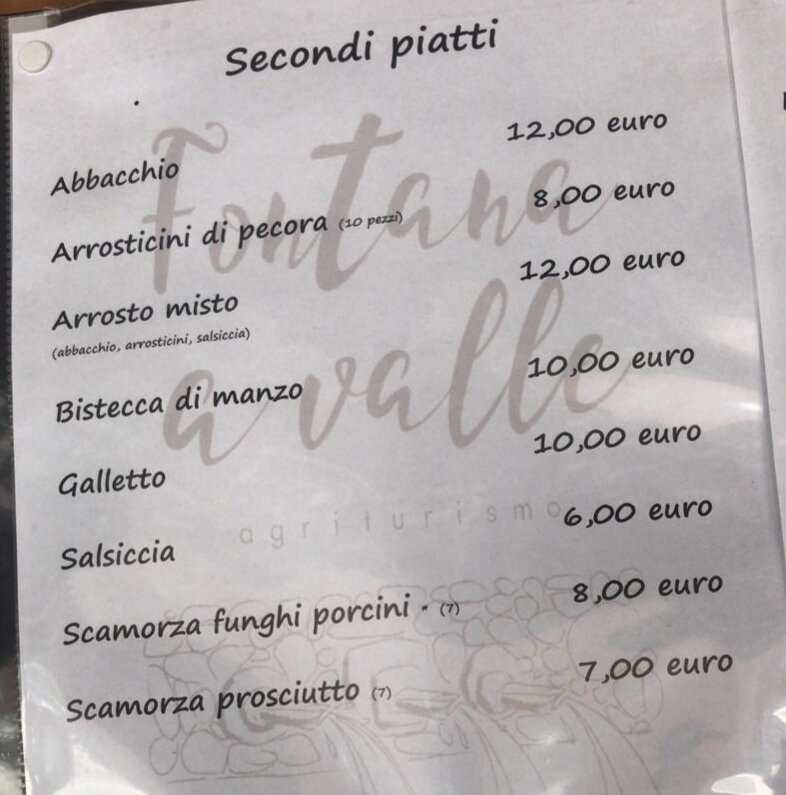 Secondi piatti
Abbacchio 12,00 euro
Arrosticini di pecora (10 pezzi) 8,00 euro
Arrosto misto 12,00 euro
(abbacchio, arrosticini, salsiccia)
Bistecca di manzo 10,00 euro
Galletto 10,00 euro
Salsiccia 6,00 euro
Scamorza funghi porcini * (7) 8,00 euro
Scamorza prosciutto (7) 7,00 euro
Fontana
a valle
agriturismo